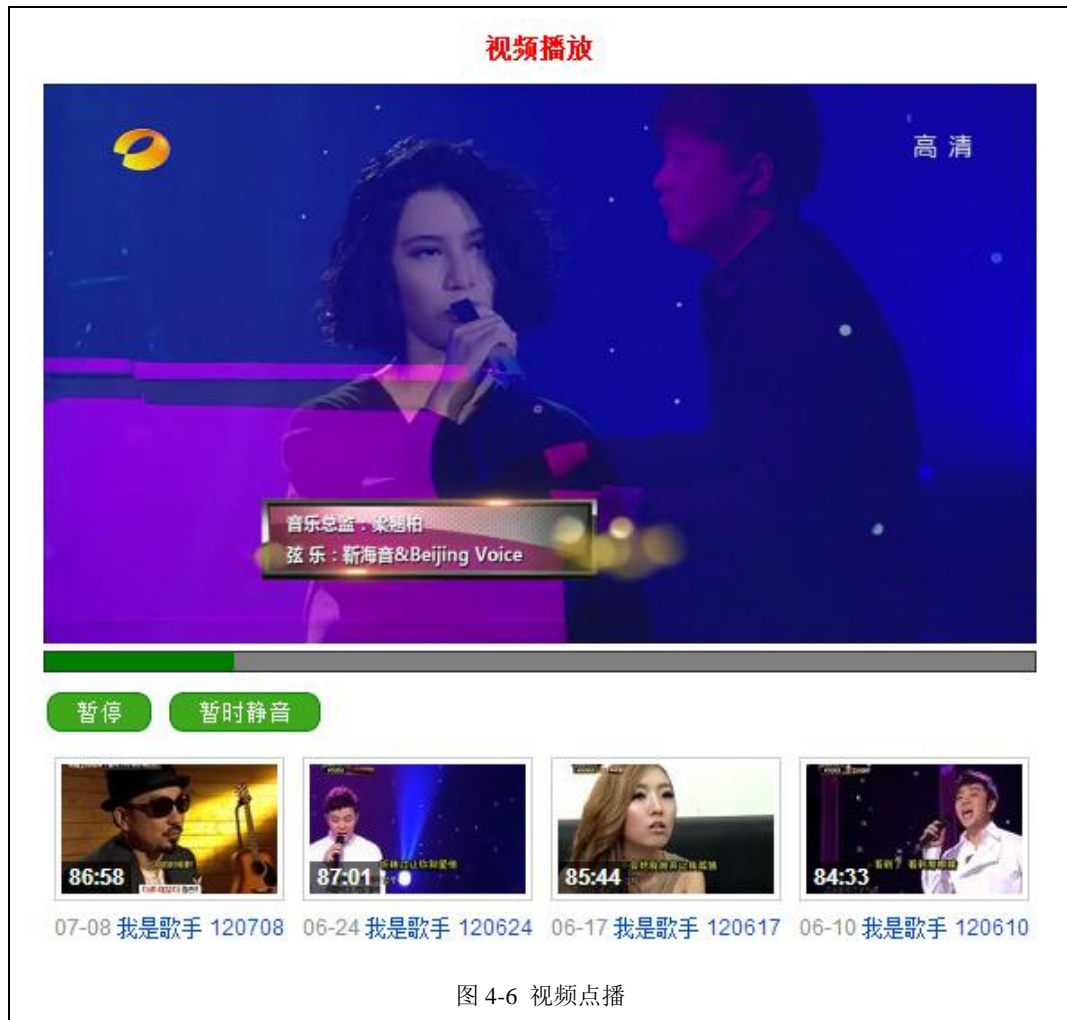 视频播放
高清
音乐总监：梁翘柏
弦 乐：靳海音&Beijing Voice
暂停 暂时静音
86:58 87:01 85:44 84:33
07-08 我是歌手 120708 06-24 我是歌手 120624 06-17 我是歌手 120617 06-10 我是歌手 120610
图 4-6 视频点播